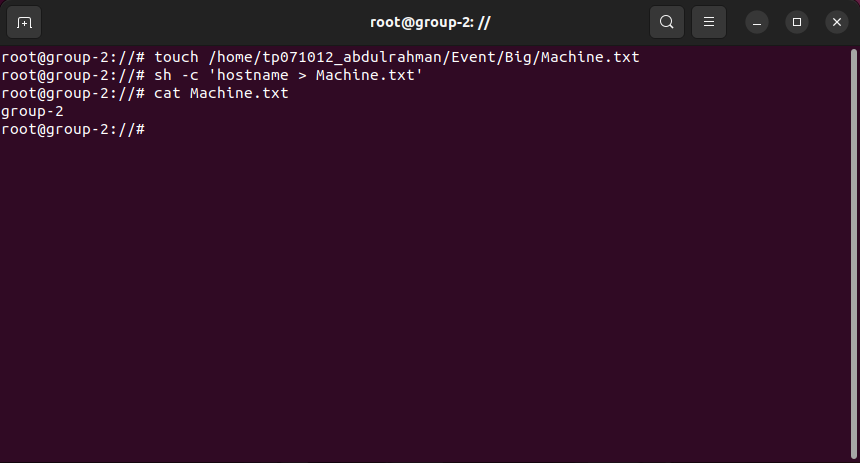 root@group-2: //
root@group-2://# touch /home/tp071012_abdulrahman/Event/Big/Machine.txt
root@group-2://# sh -c 'hostname > Machine.txt'
root@group-2://# cat Machine.txt
group-2
root@group-2://#